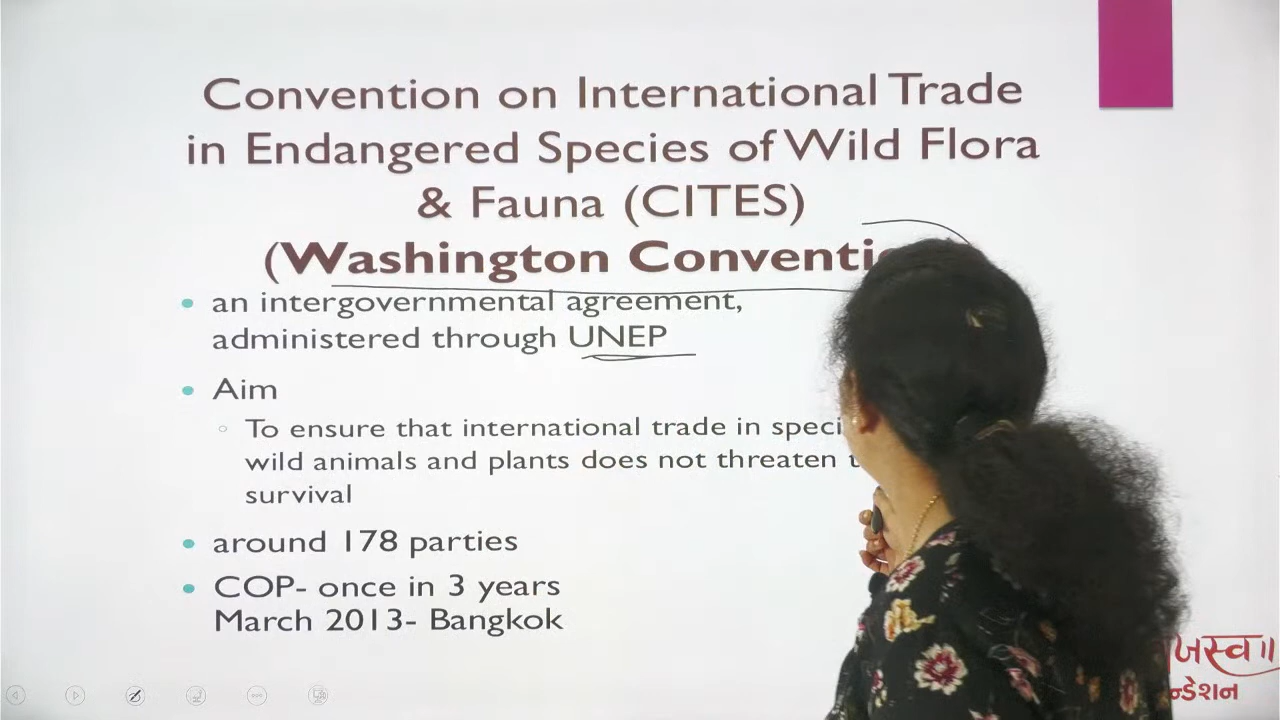 Convention on International Trade
in Endangered Species of Wild Flora
& Fauna (CITES)
(Washington
• an intergovernmental agreement,
administered through UNEP
• Aim
○ To ensure that international trade in
wild animals and plants does not threaten
survival
• around 178 parties
• COP- once in 3 years
March 2013- Bangkok